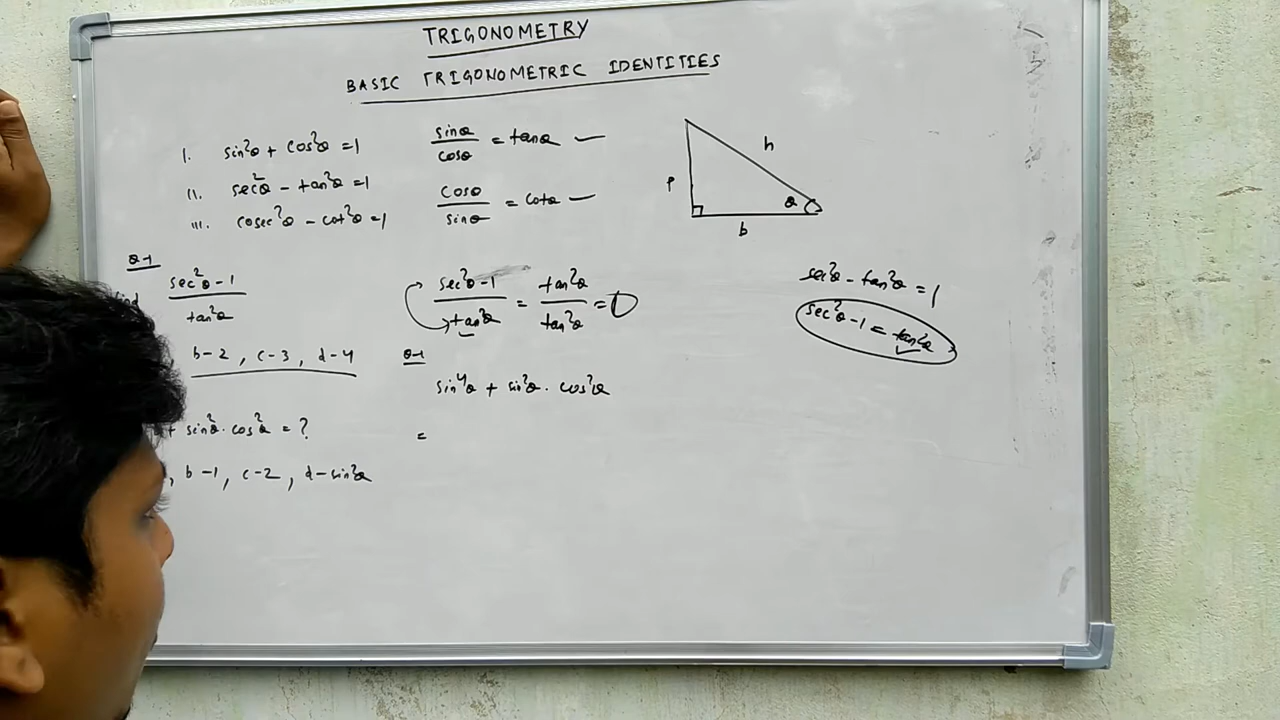 TRIGONOMETRY
BASIC TRIGONOMETRIC IDENTITIES
I. sin²θ + cos²θ = 1
II. sec²θ - tan²θ = 1
III. cosec²θ - cot²θ = 1
sinθ/cosθ = tanθ
cosθ/sinθ = cotθ
p
h
θ
b
Q-1
sec²θ - 1 / tan²θ
b-2, c-3, d-4
+ sin²θ · cos²θ = ?
, b-1, c-2, d-sin²θ
sec²θ - 1 / tan²θ = tan²θ / tan²θ = 1
Q-1
sin⁴θ + sin²θ · cos²θ
=
sec²θ - tan²θ = 1
sec²θ - 1 = tan²θ